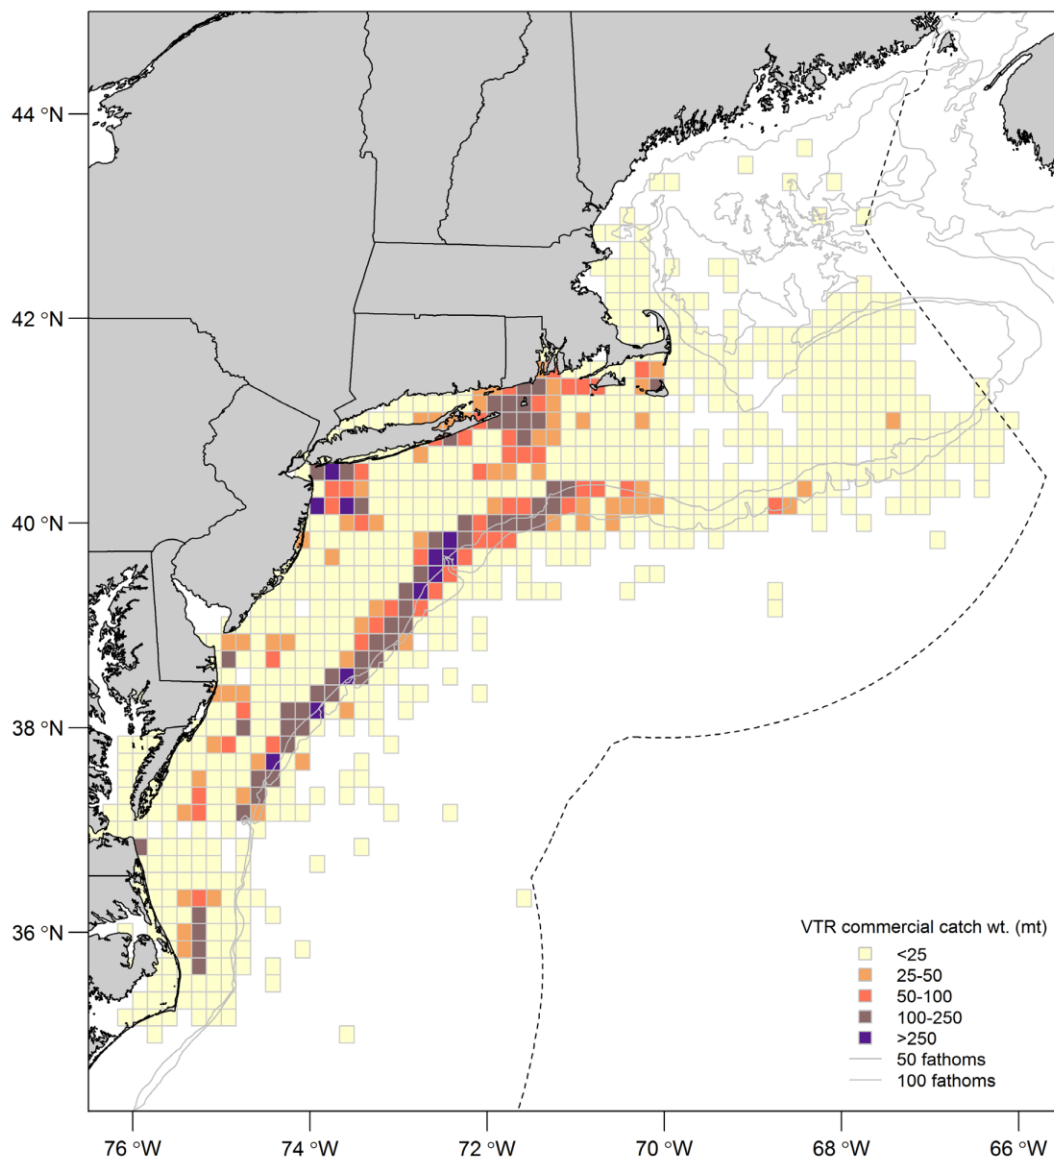 44 °N
42 °N
40 °N
38 °N
36 °N
VTR commercial catch wt. (mt)
<25
25-50
50-100
100-250
>250
50 fathoms
100 fathoms
76 °W 74 °W 72 °W 70 °W 68 °W 66 °W